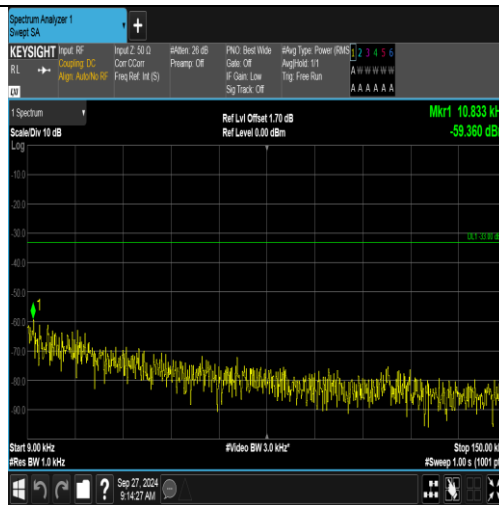 Spectrum Analyzer 1
Swept SA
KEYSIGHT
Input: RF
Coupling: DC
Align: Auto/No RF
Input Z: 50 Ω
Corr CCorr
Freq Ref: Int (S)
#Atten: 26 dB
Preamp: Off
PNO: Best Wide
Gate: Off
IF Gain: Low
Sig Track: Off
#Avg Type: Power (RMS
Avg|Hold: 1/1
Trig: Free Run
1 2 3 4 5 6
A W W W W W
A A A A A A
R L
LXI
1 Spectrum
Scale/Div 10 dB
Ref Lvl Offset 1.70 dB
Ref Level 0.00 dBm
Mkr1 10.833 kH
-59.360 dB
Log
-10.0
-20.0
-30.0
DL1 -33.00 dB
-40.0
-50.0
1
-60.0
-70.0
-80.0
-90.0
Start 9.00 kHz
#Video BW 3.0 kHz*
Stop 150.00 k
#Res BW 1.0 kHz
#Sweep 1.00 s (1001 pt
?
Sep 27, 2024
9:14:27 AM